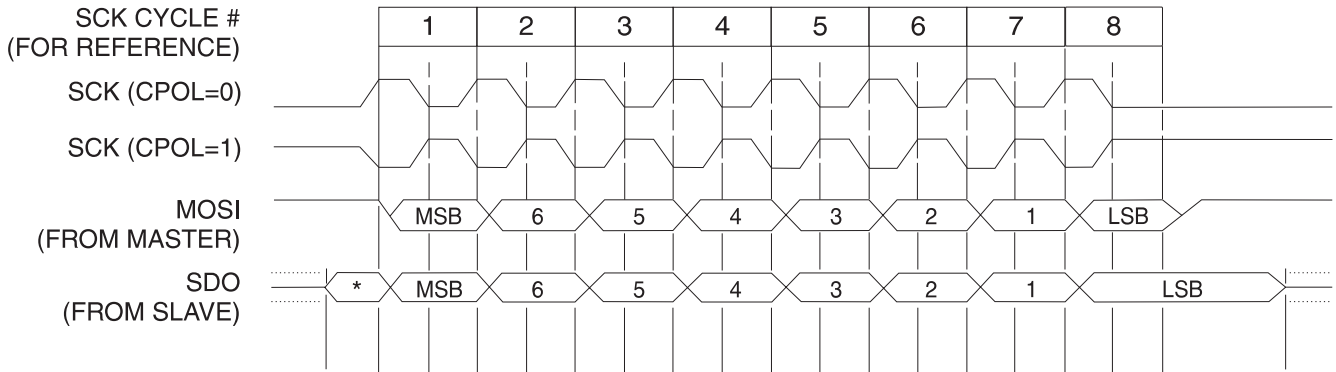 SCK CYCLE #
(FOR REFERENCE)
1 2 3 4 5 6 7 8
SCK (CPOL=0)
SCK (CPOL=1)
MOSI
(FROM MASTER)
MSB 6 5 4 3 2 1 LSB
SDO
(FROM SLAVE)
* MSB 6 5 4 3 2 1 LSB